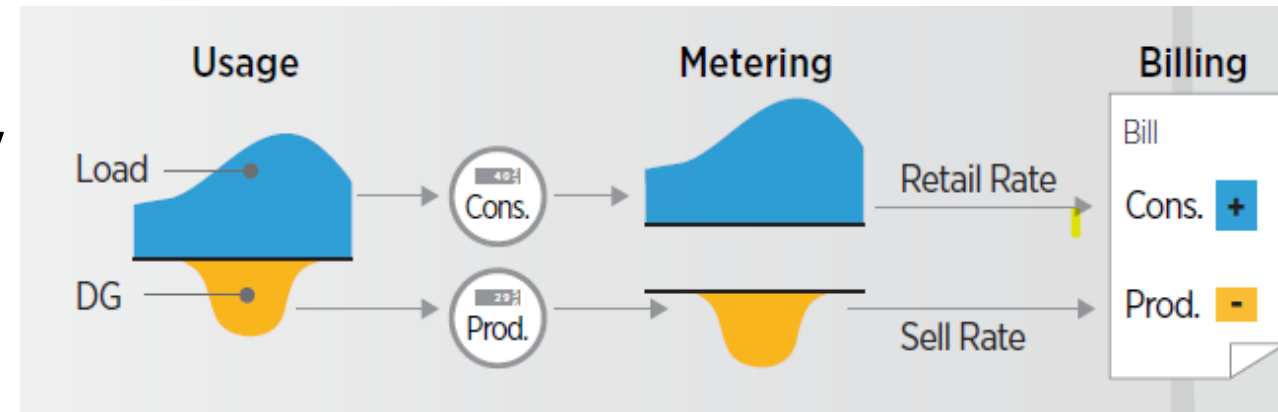 Usage
Metering
Billing
Load
Cons.
Retail Rate
Bill
Cons. +
DG
Prod.
Sell Rate
Prod. -